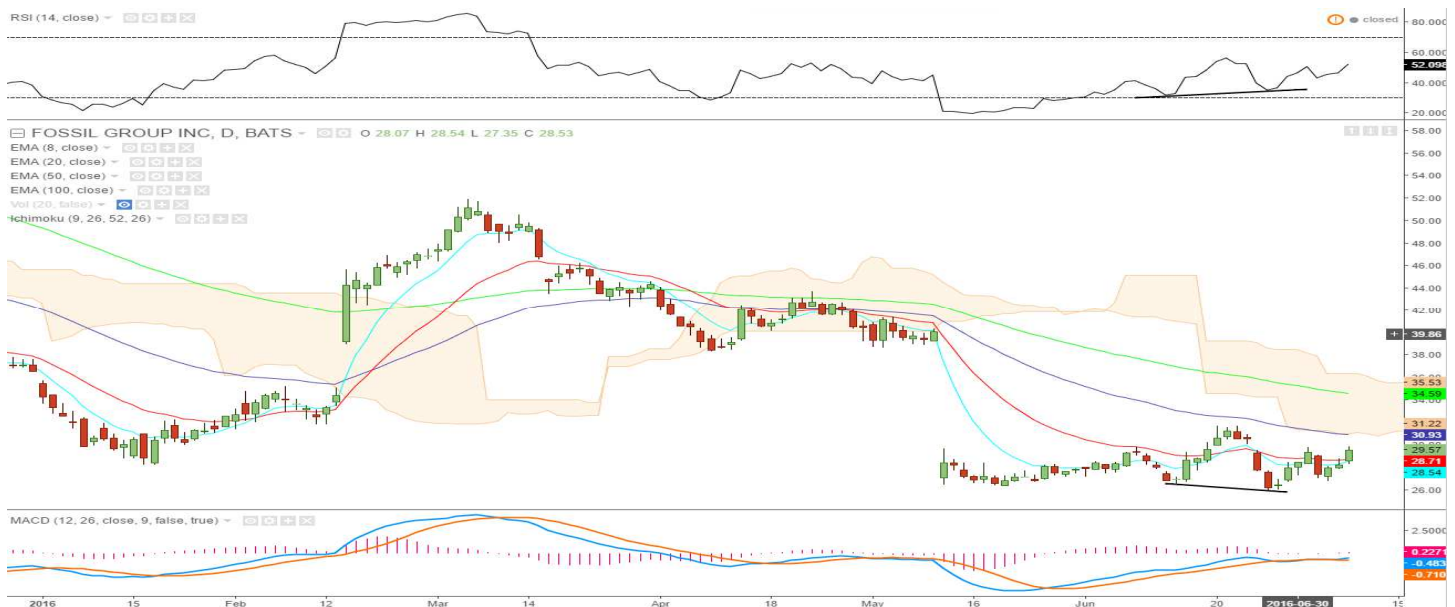 RSI (14, close)
closed
80.000
60.000
52.098
40.000
20.000
FOSSIL GROUP INC, D, BATS O 28.07 H 28.54 L 27.35 C 28.53
EMA (8, close)
EMA (20, close)
EMA (50, close)
EMA (100, close)
Vol (20, false)
Ichimoku (9, 26, 52, 26)
58.00
56.00
54.00
52.00
50.00
48.00
46.00
44.00
42.00
39.86
38.00
35.53
34.59
34.00
31.22
30.93
29.57
28.71
28.54
26.00
MACD (12, 26, close, 9, false, true)
2.5000
0.2271
-0.483
-0.710
2016 15 Feb 12 Mar 14 Apr 18 May 16 Jun 20 2016-06-30 15